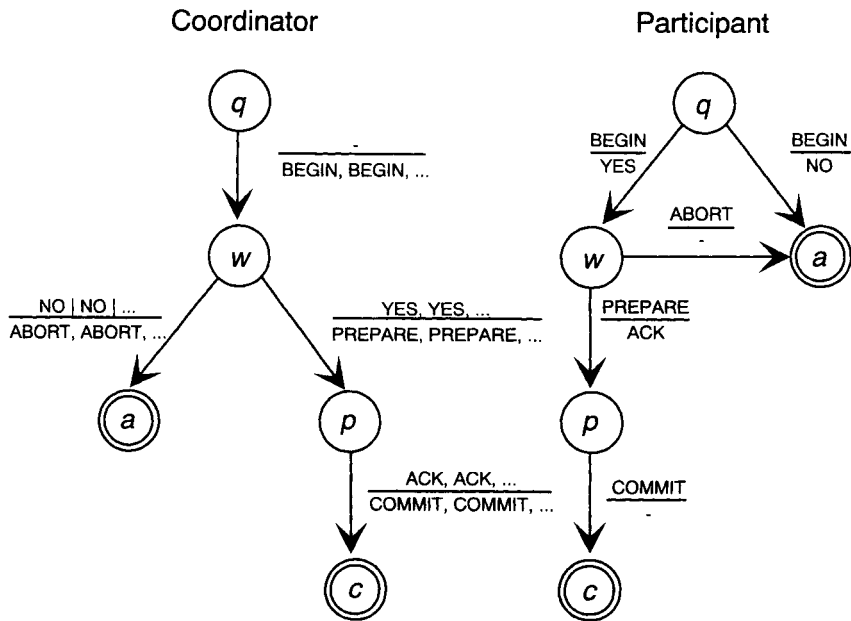 Coordinator
q
-
BEGIN, BEGIN, ...
w
NO | NO | ...
ABORT, ABORT, ...
YES, YES, ...
PREPARE, PREPARE, ...
a
p
ACK, ACK, ...
COMMIT, COMMIT, ...
c
Participant
q
BEGIN
YES
BEGIN
NO
ABORT
-
w
a
PREPARE
ACK
p
COMMIT
-
c